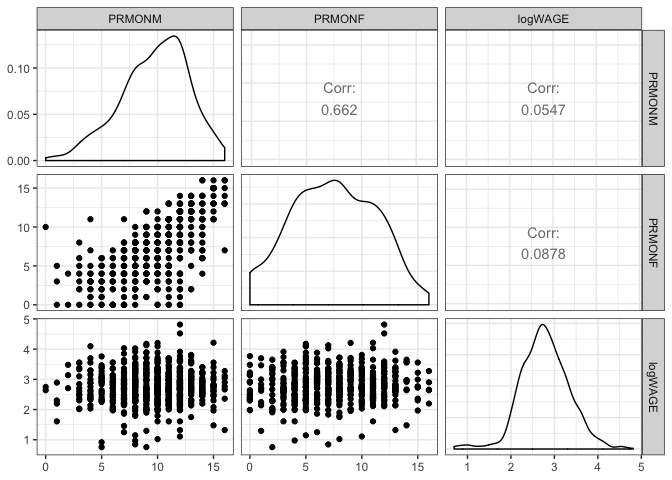 PRMONM PRMONF logWAGE
0.10
0.05
0.00
Corr:
0.662
Corr:
0.0547
PRMONM
15
10
5
0
Corr:
0.0878
PRMONF
5
4
3
2
1
logWAGE
0 5 10 15 0 5 10 15 1 2 3 4 5